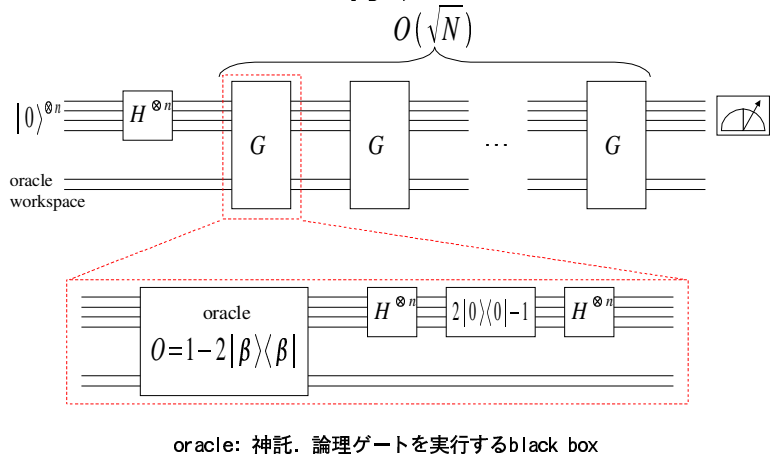 O(√N)
|0⟩⊗n
H⊗n
G
G
...
G
oracle
workspace
oracle
O=1−2|β⟩⟨β|
H⊗n
2|0⟩⟨0|−1
H⊗n
oracle: 神託. 論理ゲートを実行するblack box